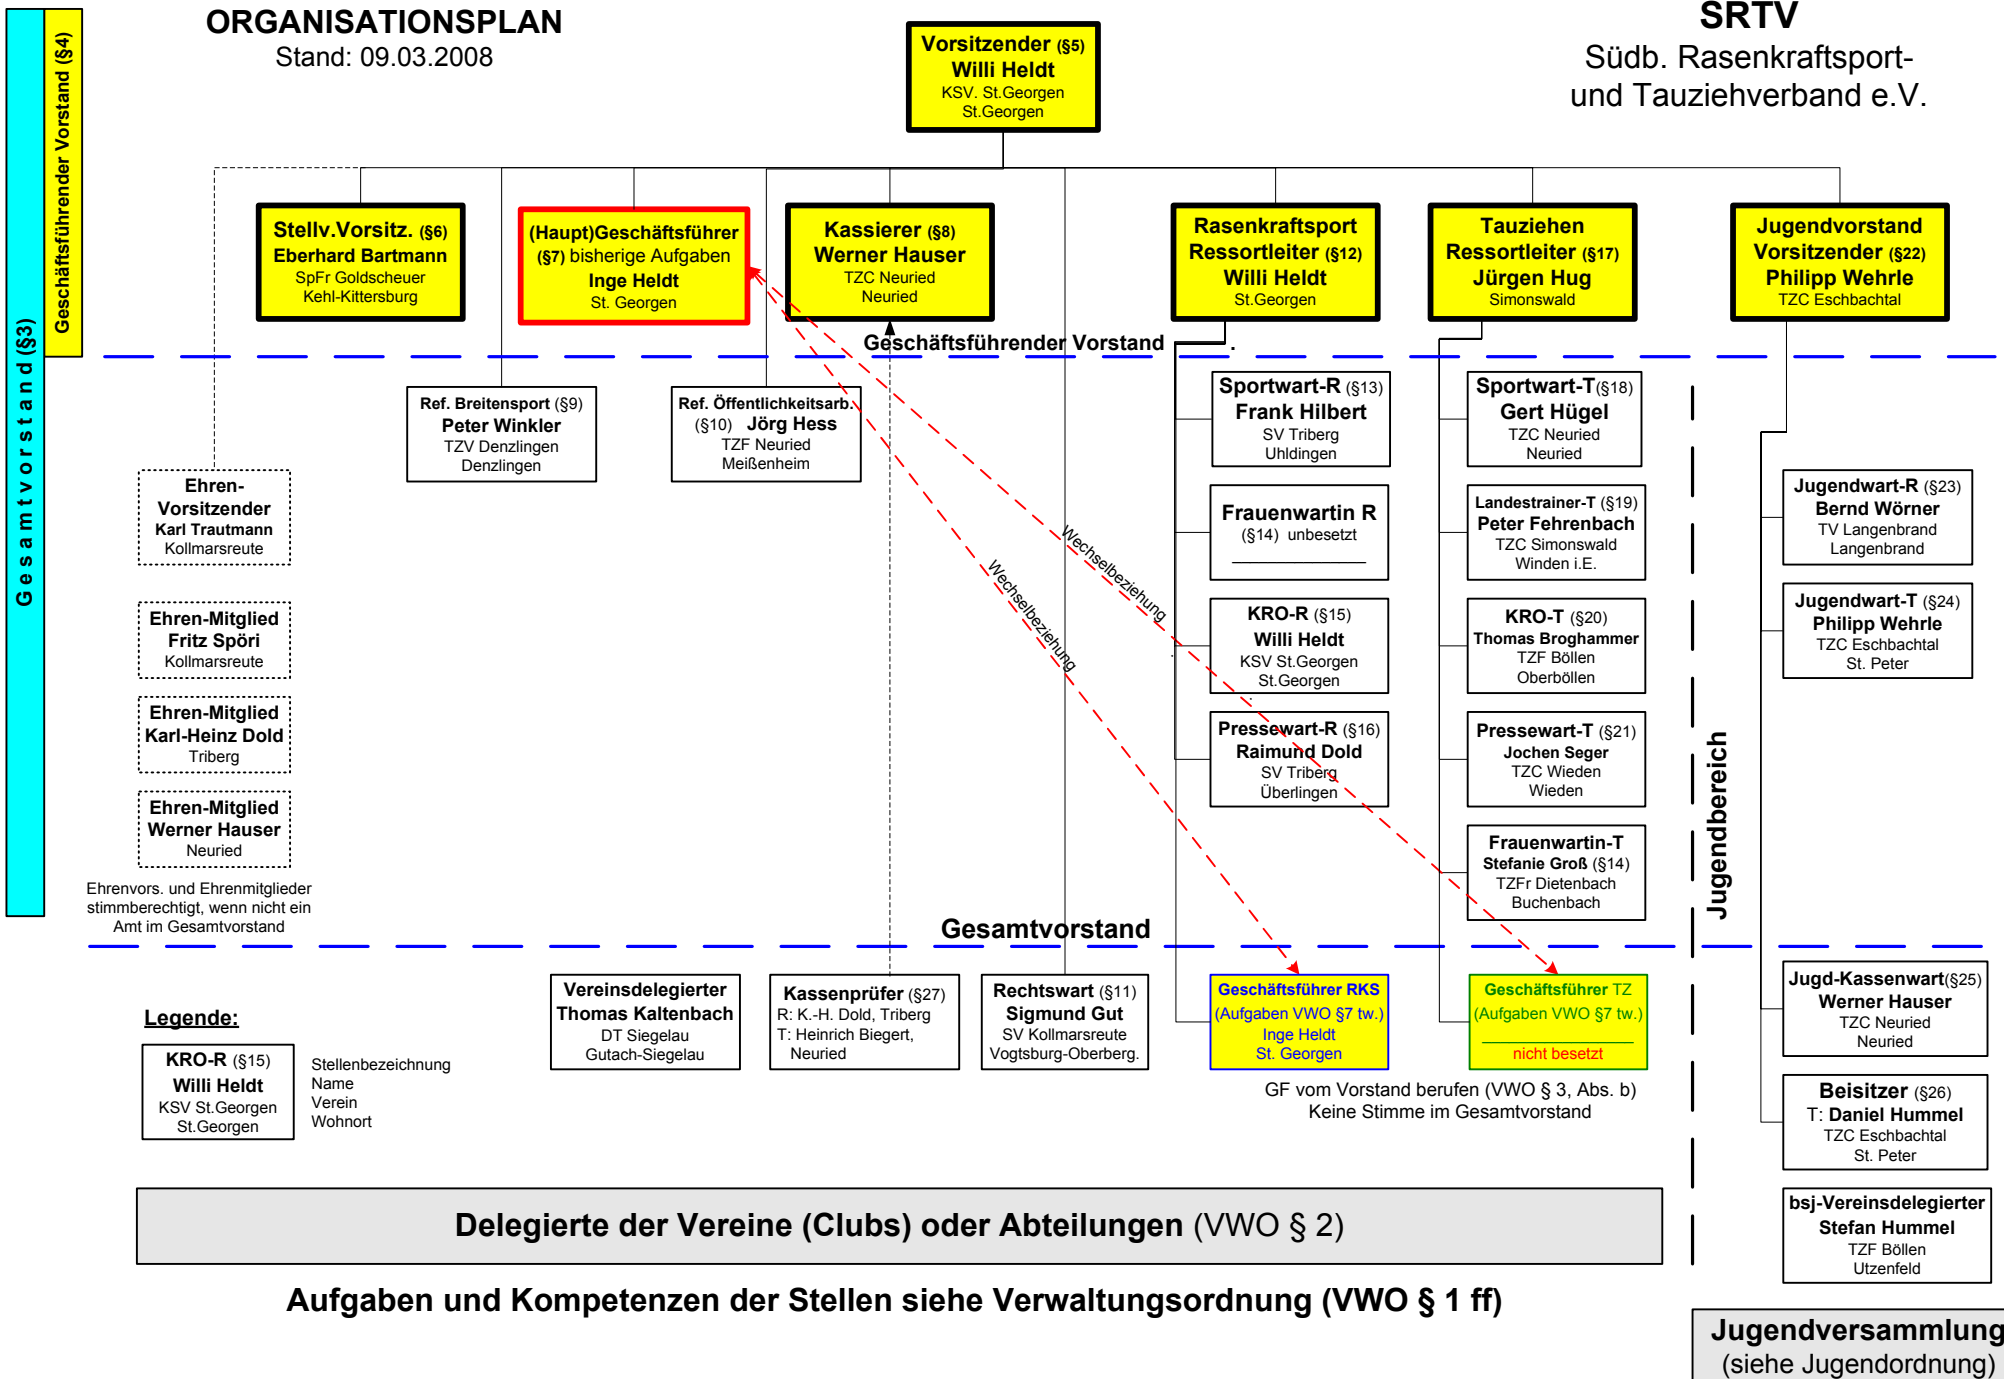 ORGANISATIONSPLAN
Stand: 09.03.2008
SRTV
Südb. Rasenkraftsport-
und Tauziehverband e.V.
Gesamtvorstand (§3)
Geschäftsführender Vorstand (§4)
Vorsitzender (§5)
Willi Heldt
KSV. St.Georgen
St.Georgen
Stellv.Vorsitz. (§6)
Eberhard Bartmann
SpFr Goldscheuer
Kehl-Kittersburg
(Haupt)Geschäftsführer
(§7) bisherige Aufgaben
Inge Heldt
St. Georgen
Kassierer (§8)
Werner Hauser
TZC Neuried
Neuried
Rasenkraftsport
Ressortleiter (§12)
Willi Heldt
St.Georgen
Tauziehen
Ressortleiter (§17)
Jürgen Hug
Simonswald
Jugendvorstand
Vorsitzender (§22)
Philipp Wehrle
TZC Eschbachtal
Geschäftsführender Vorstand .
Ref. Breitensport (§9)
Peter Winkler
TZV Denzlingen
Denzlingen
Ref. Öffentlichkeitsarb.
(§10) Jörg Hess
TZF Neuried
Meißenheim
Sportwart-R (§13)
Frank Hilbert
SV Triberg
Uhldingen
Sportwart-T(§18)
Gert Hügel
TZC Neuried
Neuried
Ehren-
Vorsitzender
Karl Trautmann
Kollmarsreute
Frauenwartin R
(§14) unbesetzt
Landestrainer-T (§19)
Peter Fehrenbach
TZC Simonswald
Winden i.E.
Jugendwart-R (§23)
Bernd Wörner
TV Langenbrand
Langenbrand
Wechselbeziehung
Wechselbeziehung
Ehren-Mitglied
Fritz Spöri
Kollmarsreute
KRO-R (§15)
Willi Heldt
KSV St.Georgen
St.Georgen
KRO-T (§20)
Thomas Broghammer
TZF Böllen
Oberböllen
Jugendwart-T (§24)
Philipp Wehrle
TZC Eschbachtal
St. Peter
Ehren-Mitglied
Karl-Heinz Dold
Triberg
Pressewart-R (§16)
Raimund Dold
SV Triberg
Überlingen
Pressewart-T (§21)
Jochen Seger
TZC Wieden
Wieden
Jugendbereich
Ehren-Mitglied
Werner Hauser
Neuried
Frauenwartin-T
Stefanie Groß (§14)
TZFr Dietenbach
Buchenbach
Ehrenvors. und Ehrenmitglieder
stimmberechtigt, wenn nicht ein
Amt im Gesamtvorstand
Gesamtvorstand
Vereinsdelegierter
Thomas Kaltenbach
DT Siegelau
Gutach-Siegelau
Kassenprüfer (§27)
R: K.-H. Dold, Triberg
T: Heinrich Biegert,
Neuried
Rechtswart (§11)
Sigmund Gut
SV Kollmarsreute
Vogtsburg-Oberberg.
Geschäftsführer RKS
(Aufgaben VWO §7 tw.)
Inge Heldt
St. Georgen
Geschäftsführer TZ
(Aufgaben VWO §7 tw.)
nicht besetzt
Jugd-Kassenwart(§25)
Werner Hauser
TZC Neuried
Neuried
GF vom Vorstand berufen (VWO § 3, Abs. b)
Keine Stimme im Gesamtvorstand
Legende:
KRO-R (§15)
Willi Heldt
KSV St.Georgen
St.Georgen
Stellenbezeichnung
Name
Verein
Wohnort
Beisitzer (§26)
T: Daniel Hummel
TZC Eschbachtal
St. Peter
bsj-Vereinsdelegierter
Stefan Hummel
TZF Böllen
Utzenfeld
Delegierte der Vereine (Clubs) oder Abteilungen (VWO § 2)
Aufgaben und Kompetenzen der Stellen siehe Verwaltungsordnung (VWO § 1 ff)
Jugendversammlung
(siehe Jugendordnung)